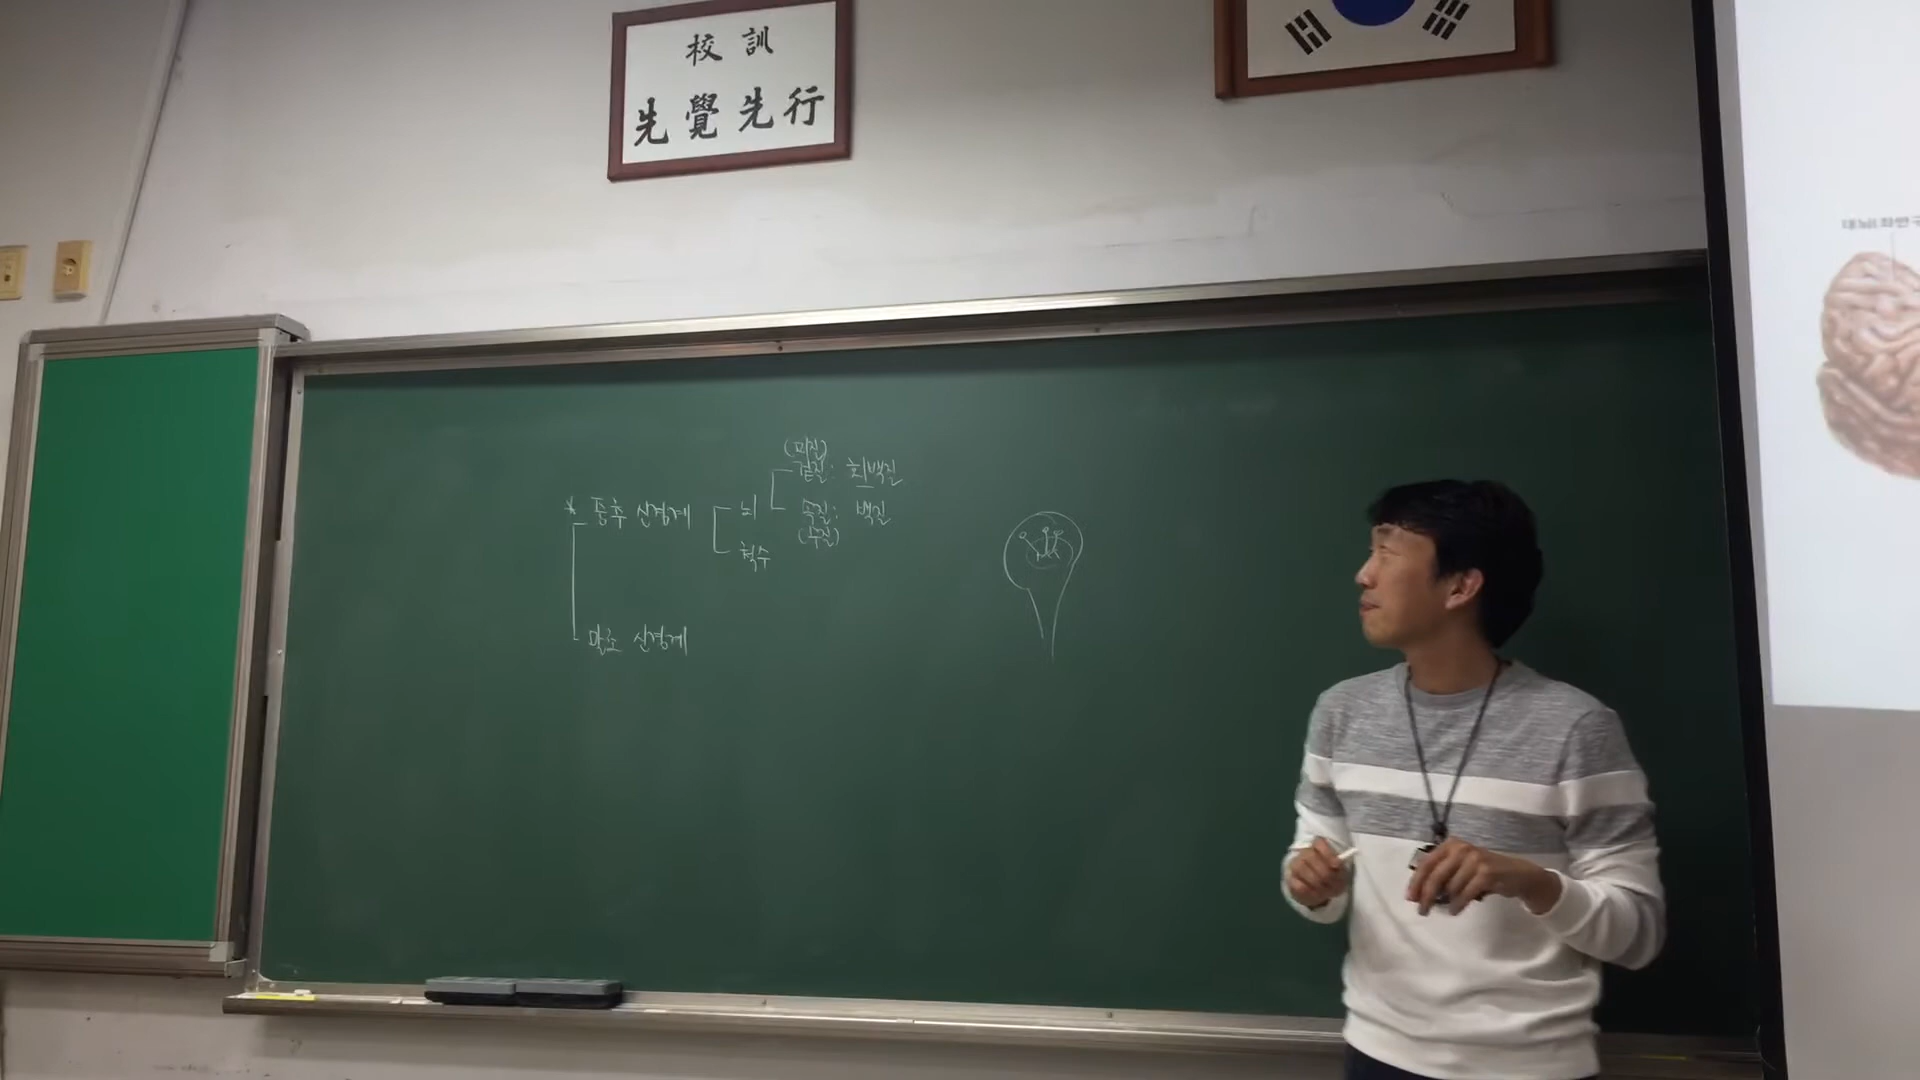 校訓
先覺先行
(피질)
겉질: 회백질
* 중추 신경계
뇌
속질: 백질
(수질)
척수
말초 신경계